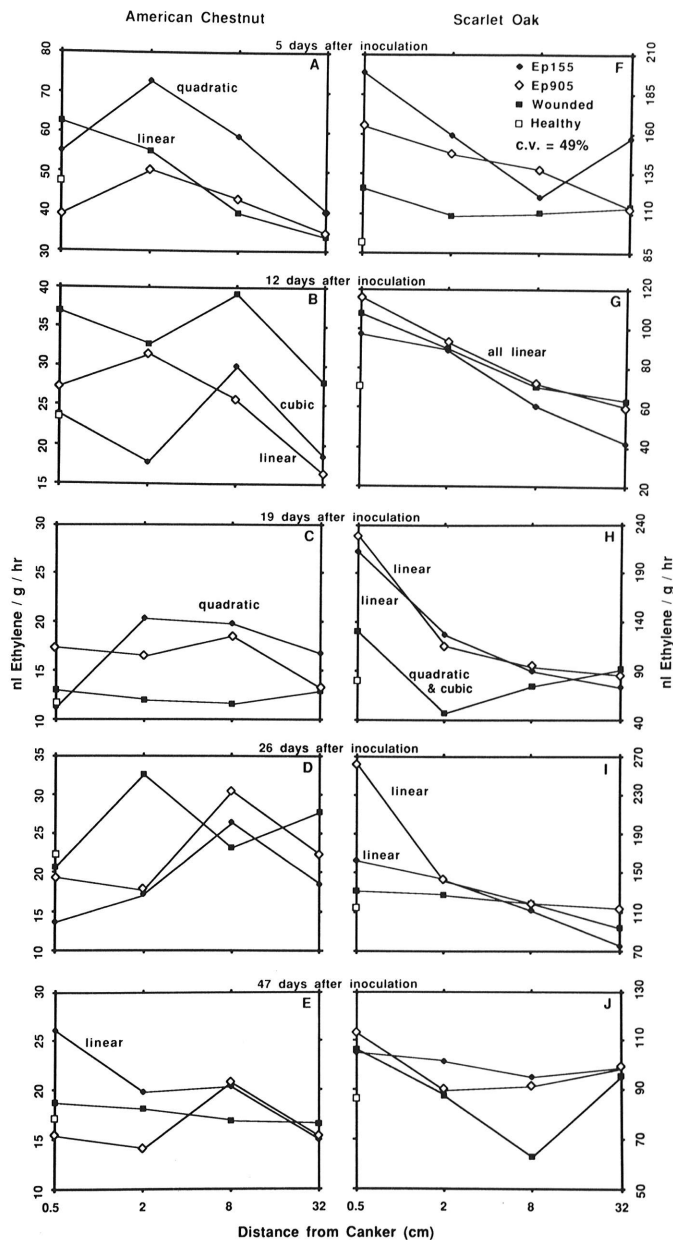 American Chestnut
Scarlet Oak
5 days after inoculation
80
70
60
50
40
30
A
quadratic
linear
F
Ep155
Ep905
Wounded
Healthy
c.v. = 49%
210
185
160
135
110
85
12 days after inoculation
40
35
30
25
20
15
B
cubic
linear
G
all linear
120
100
80
60
40
20
19 days after inoculation
30
25
20
15
10
C
quadratic
H
linear
linear
quadratic
& cubic
240
190
140
90
40
nl Ethylene / g / hr
nl Ethylene / g / hr
26 days after inoculation
35
30
25
20
15
10
D
I
linear
linear
270
230
190
150
110
70
47 days after inoculation
30
25
20
15
10
E
linear
J
130
110
90
70
50
0.5 2 8 32
0.5 2 8 32
Distance from Canker (cm)